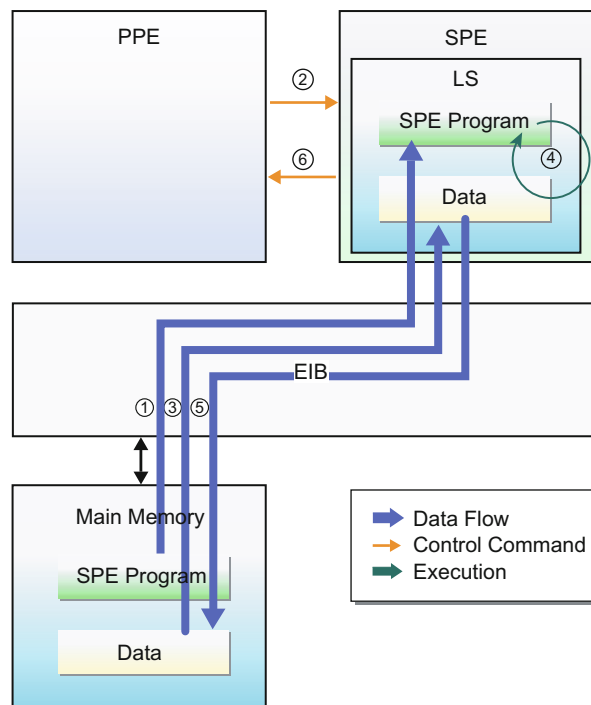 PPE
SPE
LS
②
SPE Program
④
⑥
Data
EIB
① ③ ⑤
Main Memory
SPE Program
Data
Data Flow
Control Command
Execution